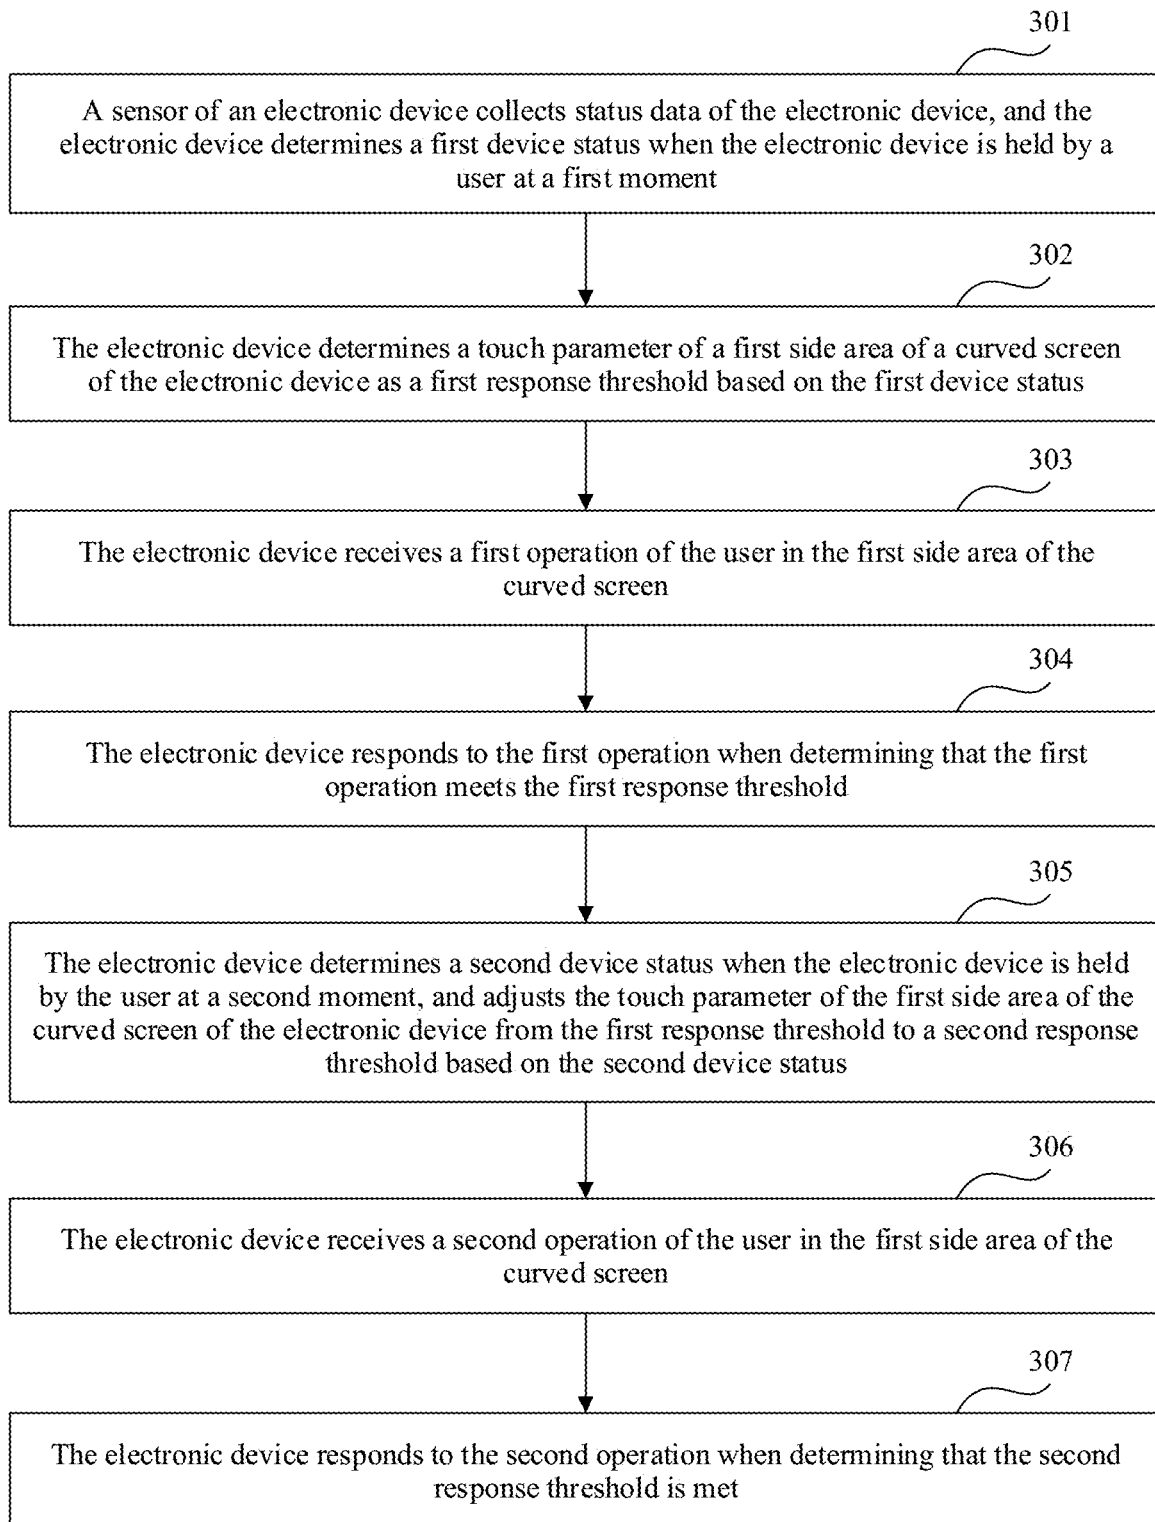 301
A sensor of an electronic device collects status data of the electronic device, and the
electronic device determines a first device status when the electronic device is held by a
user at a first moment
302
The electronic device determines a touch parameter of a first side area of a curved screen
of the electronic device as a first response threshold based on the first device status
303
The electronic device receives a first operation of the user in the first side area of the
curved screen
304
The electronic device responds to the first operation when determining that the first
operation meets the first response threshold
305
The electronic device determines a second device status when the electronic device is held
by the user at a second moment, and adjusts the touch parameter of the first side area of the
curved screen of the electronic device from the first response threshold to a second response
threshold based on the second device status
306
The electronic device receives a second operation of the user in the first side area of the
curved screen
307
The electronic device responds to the second operation when determining that the second
response threshold is met